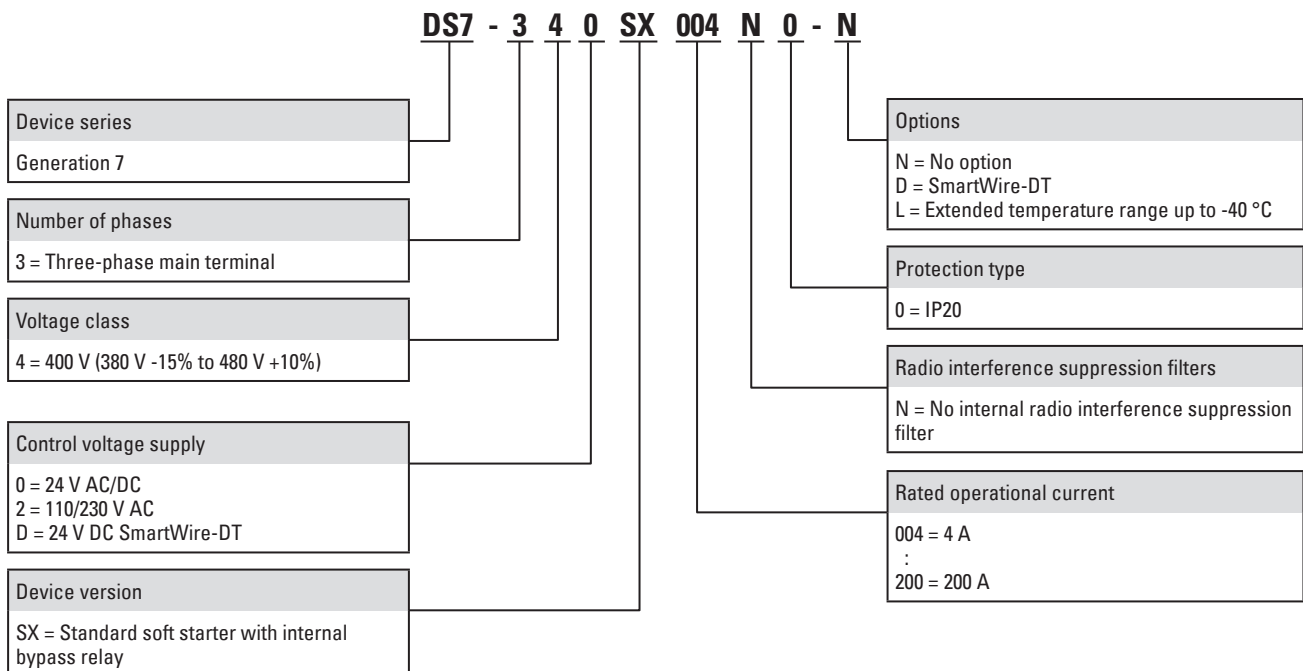 DS7 - 3 4 0 SX 004 N 0 - N
Device series
Generation 7
Number of phases
3 = Three-phase main terminal
Voltage class
4 = 400 V (380 V -15% to 480 V +10%)
Control voltage supply
0 = 24 V AC/DC
2 = 110/230 V AC
D = 24 V DC SmartWire-DT
Device version
SX = Standard soft starter with internal
bypass relay
Options
N = No option
D = SmartWire-DT
L = Extended temperature range up to -40 °C
Protection type
0 = IP20
Radio interference suppression filters
N = No internal radio interference suppression
filter
Rated operational current
004 = 4 A
:
200 = 200 A